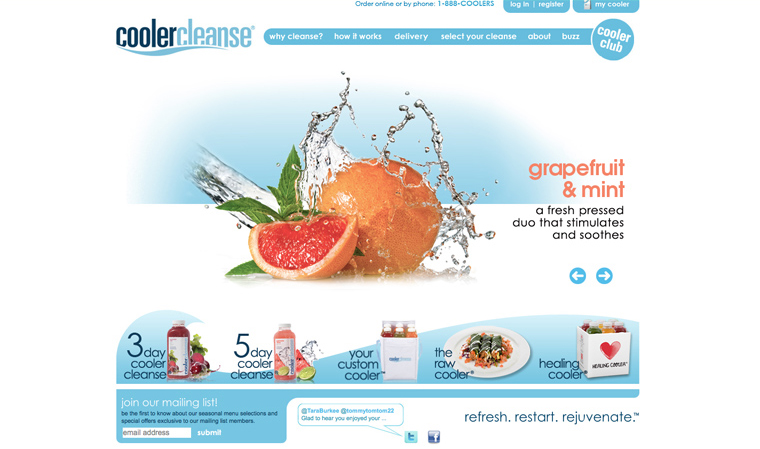 Order online or by phone: 1-888-COOLERS
log in | register
my cooler
coolercleanse®
why cleanse? how it works delivery select your cleanse about buzz
cooler
club
grapefruit
& mint
a fresh pressed
duo that stimulates
and soothes
3 day
cooler
cleanse
5 day
cooler
cleanse
your
custom
cooler™
coolercleanse
the
raw
cooler®
healing
cooler®
HEALING COOLER
join our mailing list!
be the first to know about our seasonal menu selections and
special offers exclusive to our mailing list members.
email address submit
@TaraBurkee @tommytomtom22
Glad to hear you enjoyed your ...
refresh. restart. rejuvenate.™